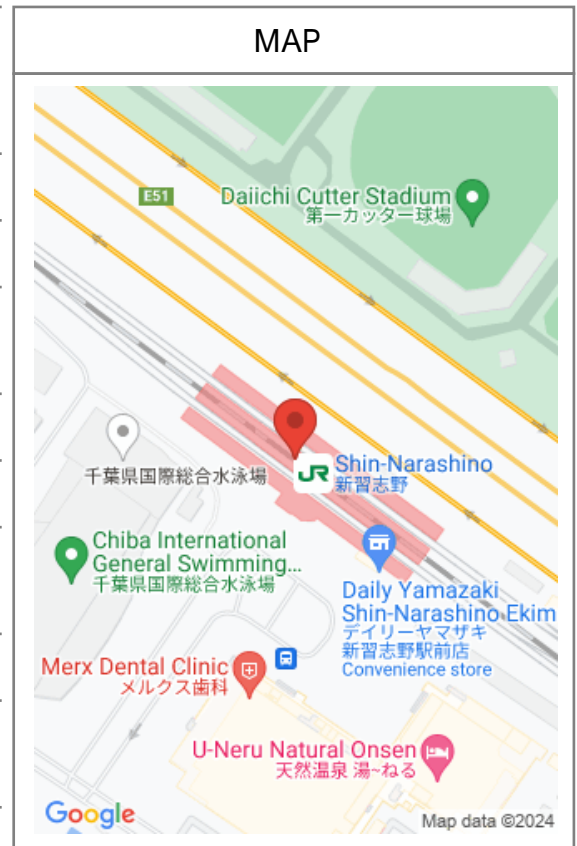 MAP
E51
Daiichi Cutter Stadium
第一カッター球場
千葉県国際総合水泳場
JR
Shin-Narashino
新習志野
Chiba International
General Swimming...
千葉県国際総合水泳場
Daily Yamazaki
Shin-Narashino Ekim
デイリーヤマザキ
新習志野駅前店
Convenience store
Merx Dental Clinic
メルクス歯科
U-Neru Natural Onsen
天然温泉 湯~ねる
Google
Map data ©2024